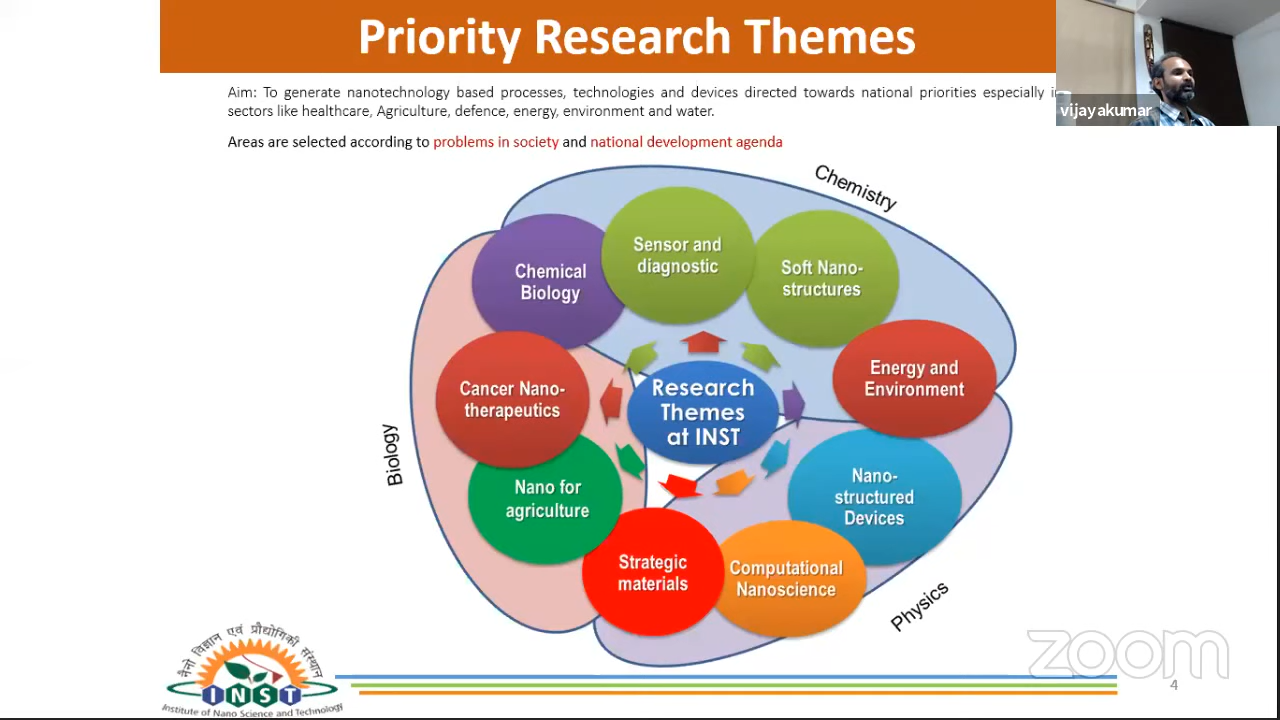 Priority Research Themes
Aim: To generate nanotechnology based processes, technologies and devices directed towards national priorities especially in
sectors like healthcare, Agriculture, defence, energy, environment and water.
Areas are selected according to problems in society and national development agenda
vijayakumar
Chemistry
Sensor and
diagnostic
Soft Nano-
structures
Chemical
Biology
Energy and
Environment
Cancer Nano-
therapeutics
Research
Themes
at INST
Biology
Nano for
agriculture
Nano-
structured
Devices
Strategic
materials
Computational
Nanoscience
Physics
नैनो विज्ञान एवं प्रौद्योगिकी संस्थान
INST
Institute of Nano Science and Technology
zoom
4